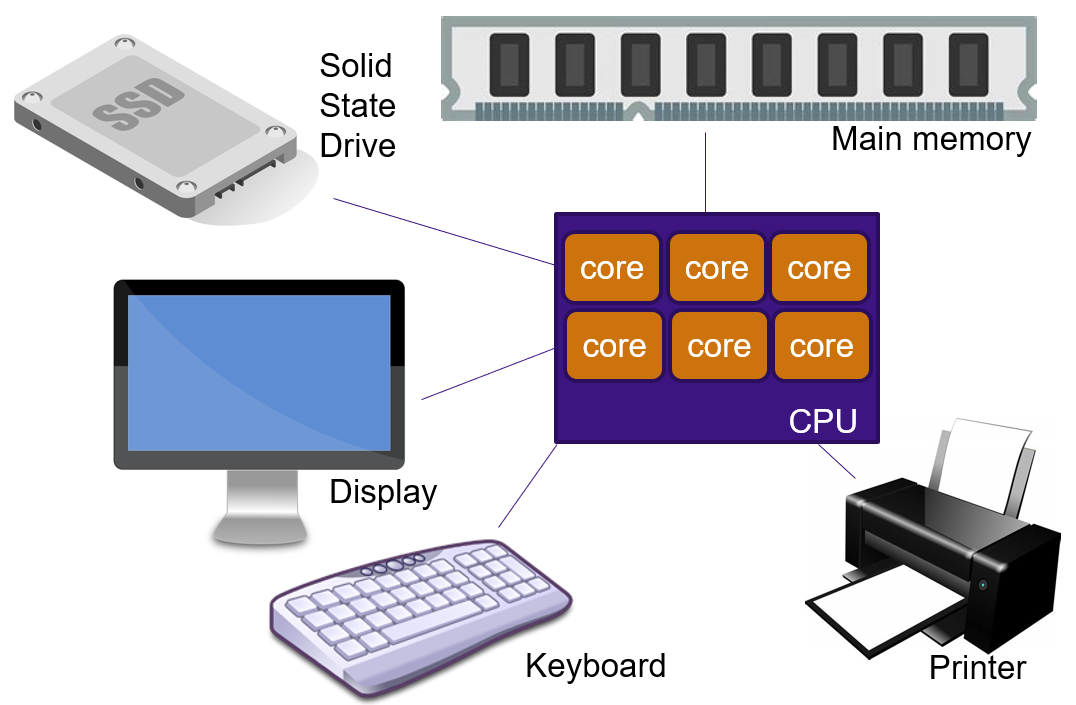 SSD
Solid
State
Drive
Main memory
core core core
core core core
CPU
Display
Keyboard
Printer